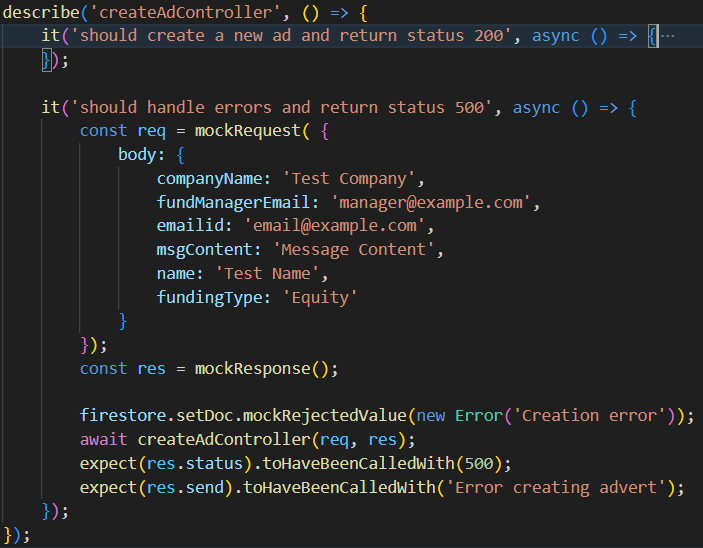 describe('createAdController', () => {
    it('should create a new ad and return status 200', async () => {···
    });

    it('should handle errors and return status 500', async () => {
        const req = mockRequest( {
            body: {
                companyName: 'Test Company',
                fundManagerEmail: 'manager@example.com',
                emailid: 'email@example.com',
                msgContent: 'Message Content',
                name: 'Test Name',
                fundingType: 'Equity'
            }
        });
        const res = mockResponse();

        firestore.setDoc.mockRejectedValue(new Error('Creation error'));
        await createAdController(req, res);
        expect(res.status).toHaveBeenCalledWith(500);
        expect(res.send).toHaveBeenCalledWith('Error creating advert');
    });
});